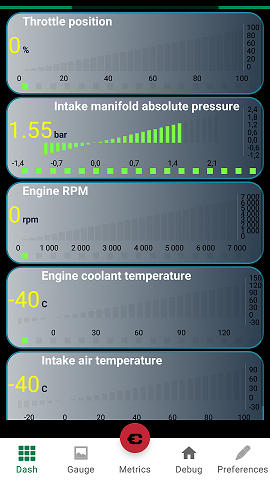 Throttle position
0 %
100
80
60
40
20
0
0 20 40 60 80 100
Intake manifold absolute pressure
1.55 bar
2,4
1,8
1,2
0,6
0,0
-0,6
-1,2
-1,4 -0,7 0,0 0,7 1,4 2,1
Engine RPM
0 rpm
7 000
6 000
5 000
4 000
3 000
2 000
1 000
0
0 1 000 2 000 3 000 4 000 5 000 6 000 7 000
Engine coolant temperature
-40 C
150
120
90
60
30
0
-30
0 30 60 90 120
Intake air temperature
-40 C
100
80
60
40
20
0
-20 0 20 40 60 80 100
Dash Gauge Metrics Debug Preferences